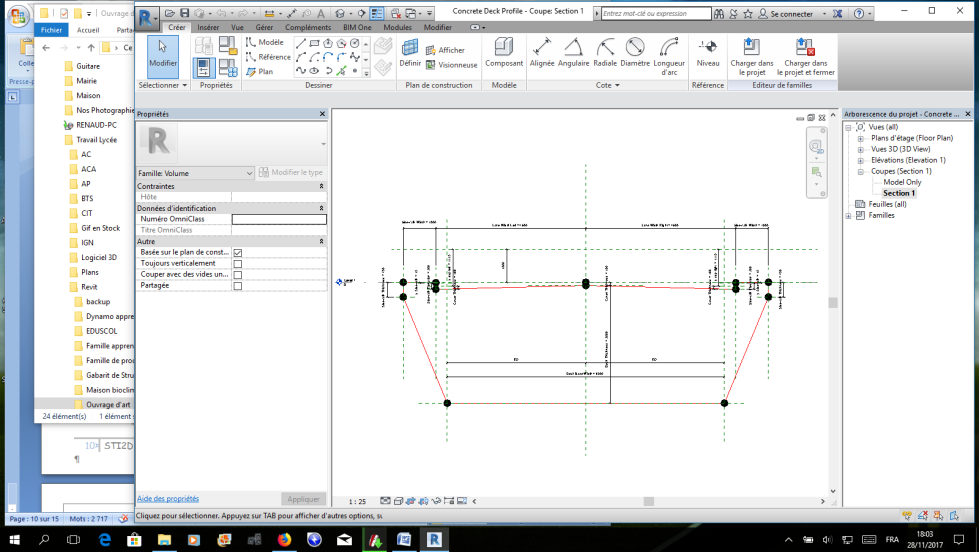 Ouvrage d
Fichier Accueil Parta
Ce
Colle
Presse-p
Guitare
Mairie
Maison
Nos Photographie
RENAUD-PC
Travail Lycée
AC
ACA
AP
BTS
CIT
Gif en Stock
IGN
Logiciel 3D
Plans
Revit
backup
Dynamo appre
EDUSCOL
Famille appren
Famille de pro
Gabarit de Stru
Maison bioclin
Ouvrage d'art
24 élément(s) 1 élément s
10 STI2D
¶
Page : 10 sur 15 Mots : 2 717
Concrete Deck Profile - Coupe: Section 1
Entrez mot-clé ou expression
Se connecter
Créer Insérer Vue Gérer Compléments BIM One Modules Modifier
Modifier
Sélectionner
Propriétés
Modèle
Référence
Plan
Dessiner
Définir
Afficher
Visionneuse
Plan de construction
Composant
Modèle
Alignée Angulaire Radiale Diamètre Longueur d'arc
Cote
Niveau
Référence
Charger dans le projet
Charger dans le projet et fermer
Editeur de familles
Propriétés
Famille: Volume
Modifier le type
Contraintes
Hôte
Données d'identification
Numéro OmniClass
Titre OmniClass
Autre
Basée sur le plan de const...
Toujours verticalement
Couper avec des vides un...
Partagée
Aide des propriétés
Appliquer
1 : 25
Arborescence du projet - Concrete ...
Vues (all)
Plans d'étage (Floor Plan)
Vues 3D (3D View)
Elévations (Elevation 1)
Coupes (Section 1)
Model Only
Section 1
Feuilles (all)
Familles
Cliquez pour sélectionner. Appuyez sur TAB pour effectuer d'autres options, su
FRA
18:03
28/11/2017